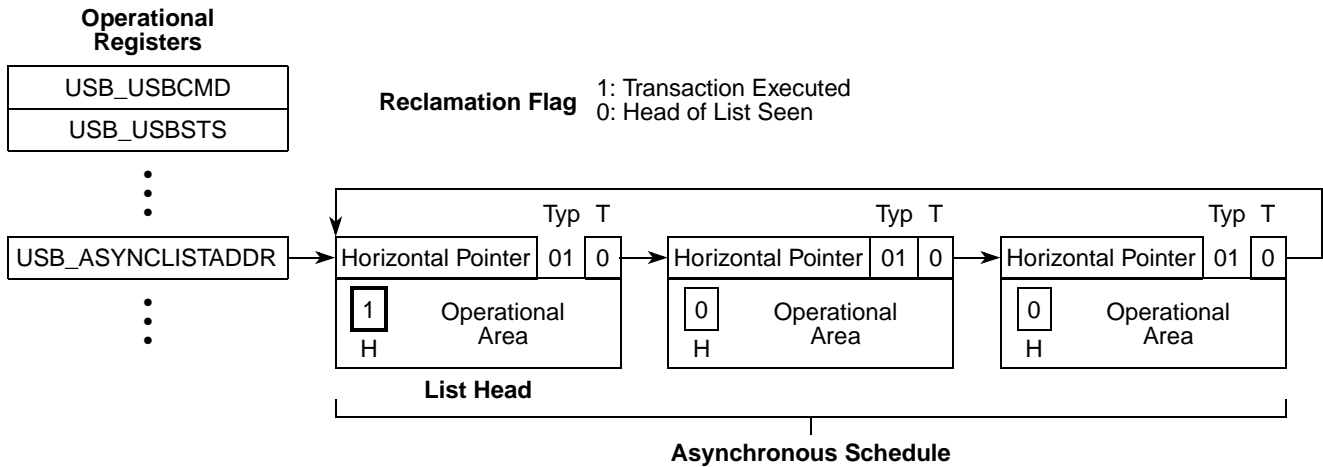 Operational
Registers
USB_USBCMD
USB_USBSTS
Reclamation Flag
1: Transaction Executed
0: Head of List Seen
Typ T
Typ T
Typ T
USB_ASYNCLISTADDR
Horizontal Pointer 01 0
Horizontal Pointer 01 0
Horizontal Pointer 01 0
1
H
Operational
Area
0
H
Operational
Area
0
H
Operational
Area
List Head
Asynchronous Schedule